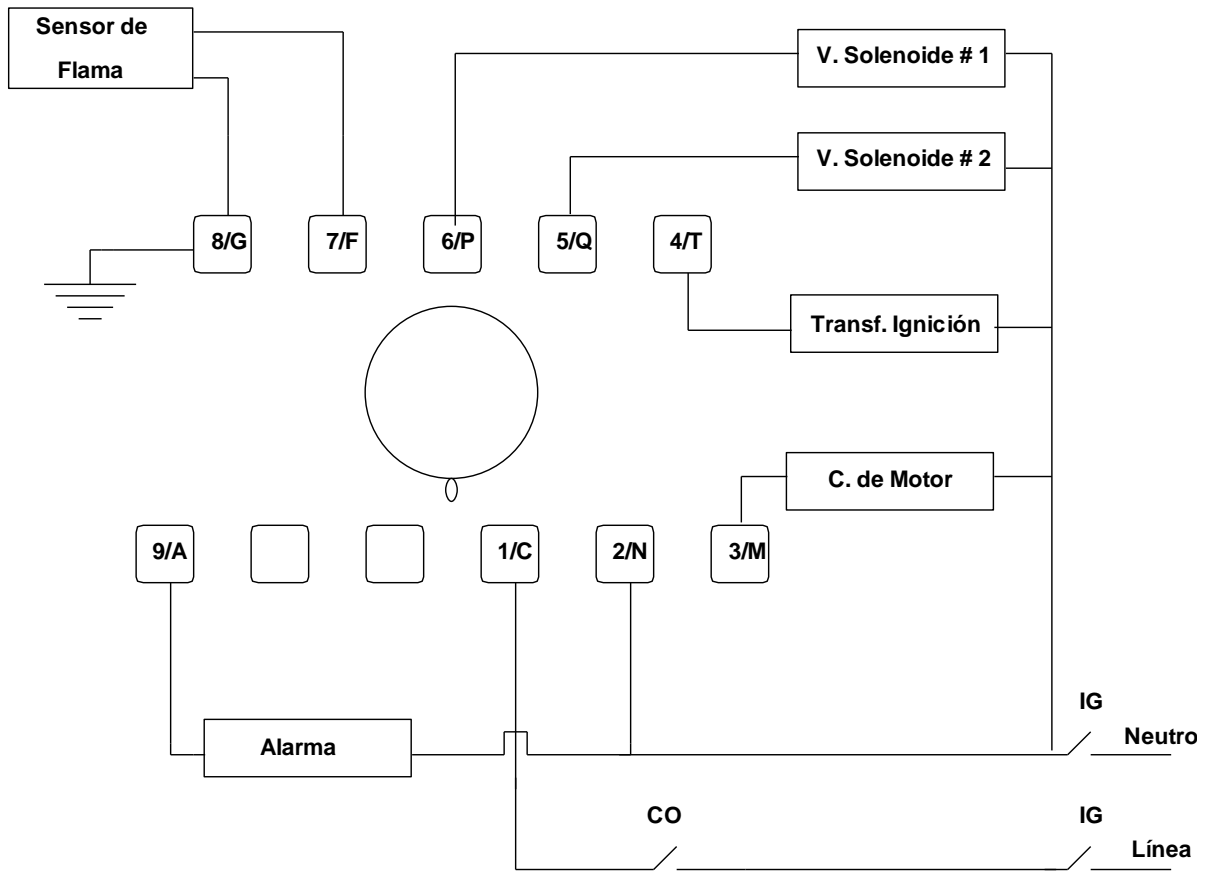 Sensor de
Flama
V. Solenoide # 1
V. Solenoide # 2
8/G
7/F
6/P
5/Q
4/T
Transf. Ignición
C. de Motor
9/A
1/C
2/N
3/M
IG
Neutro
Alarma
CO
IG
Línea